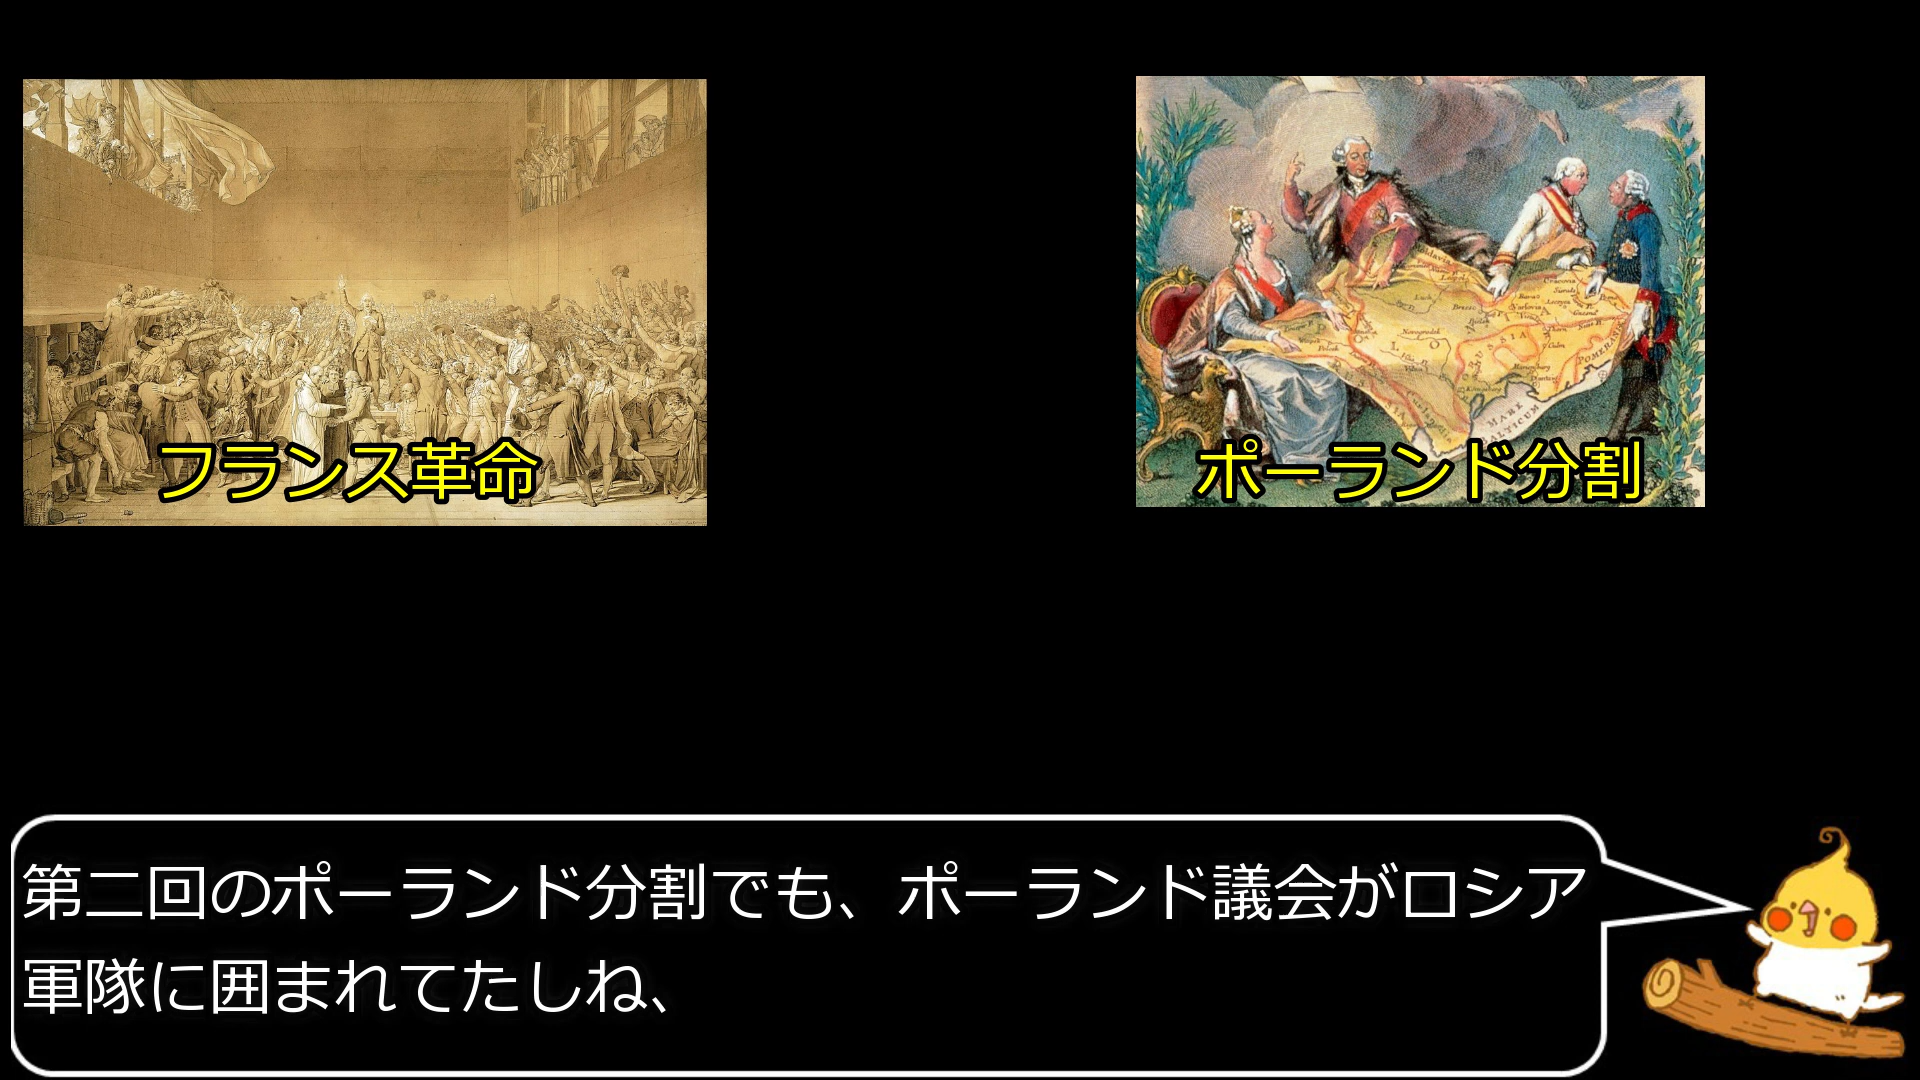 フランス革命
ポーランド分割
第二回のポーランド分割でも、ポーランド議会がロシア
軍隊に囲まれてたしね、